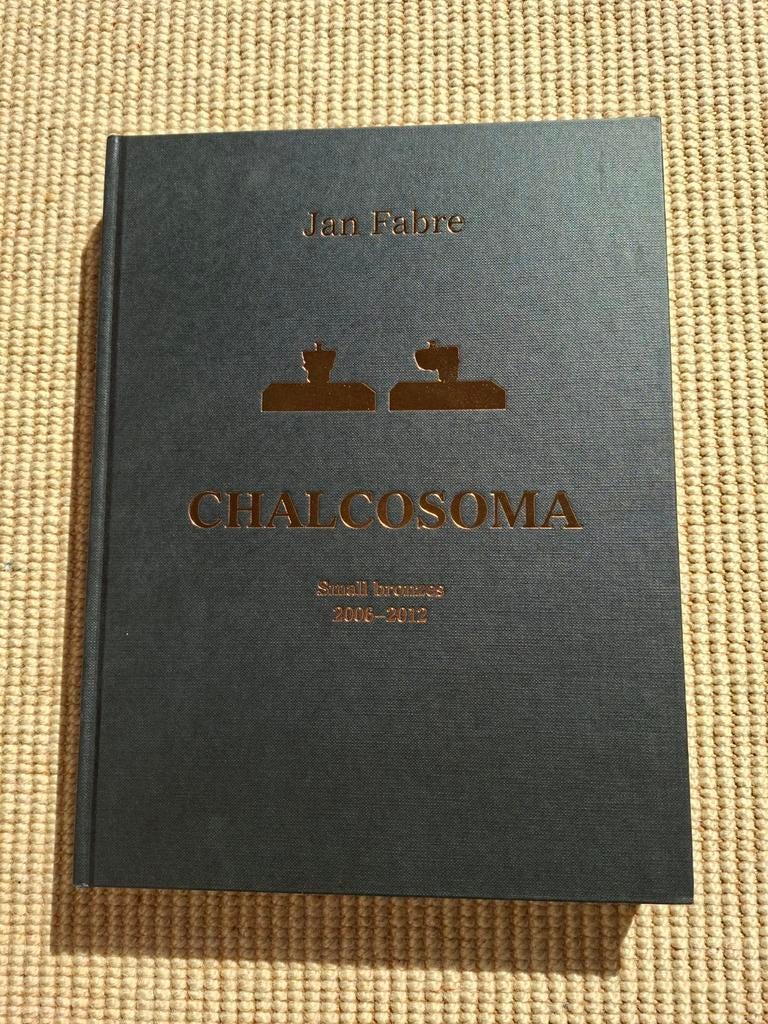 Jan Fabre
CHALCOSOMA
Small bronzes
2006–2012